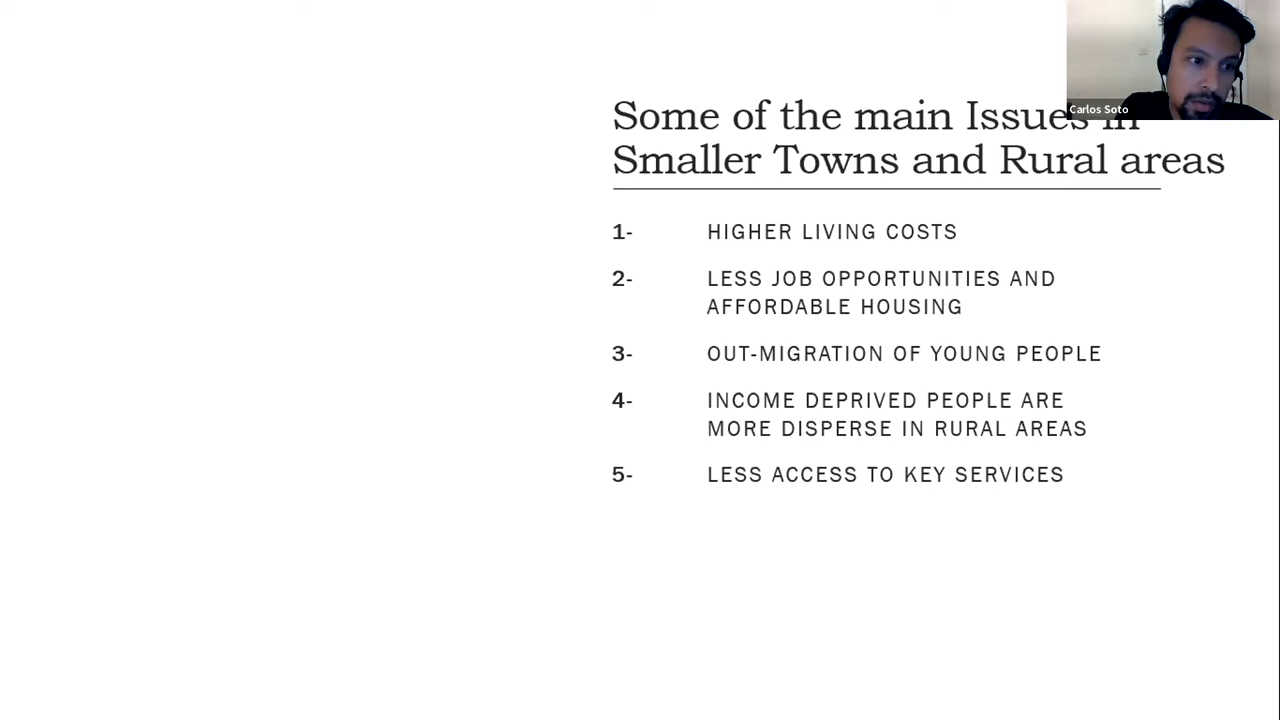 Some of the main Issues in
Smaller Towns and Rural areas
1- HIGHER LIVING COSTS
2- LESS JOB OPPORTUNITIES AND
AFFORDABLE HOUSING
3- OUT-MIGRATION OF YOUNG PEOPLE
4- INCOME DEPRIVED PEOPLE ARE
MORE DISPERSE IN RURAL AREAS
5- LESS ACCESS TO KEY SERVICES
Carlos Soto